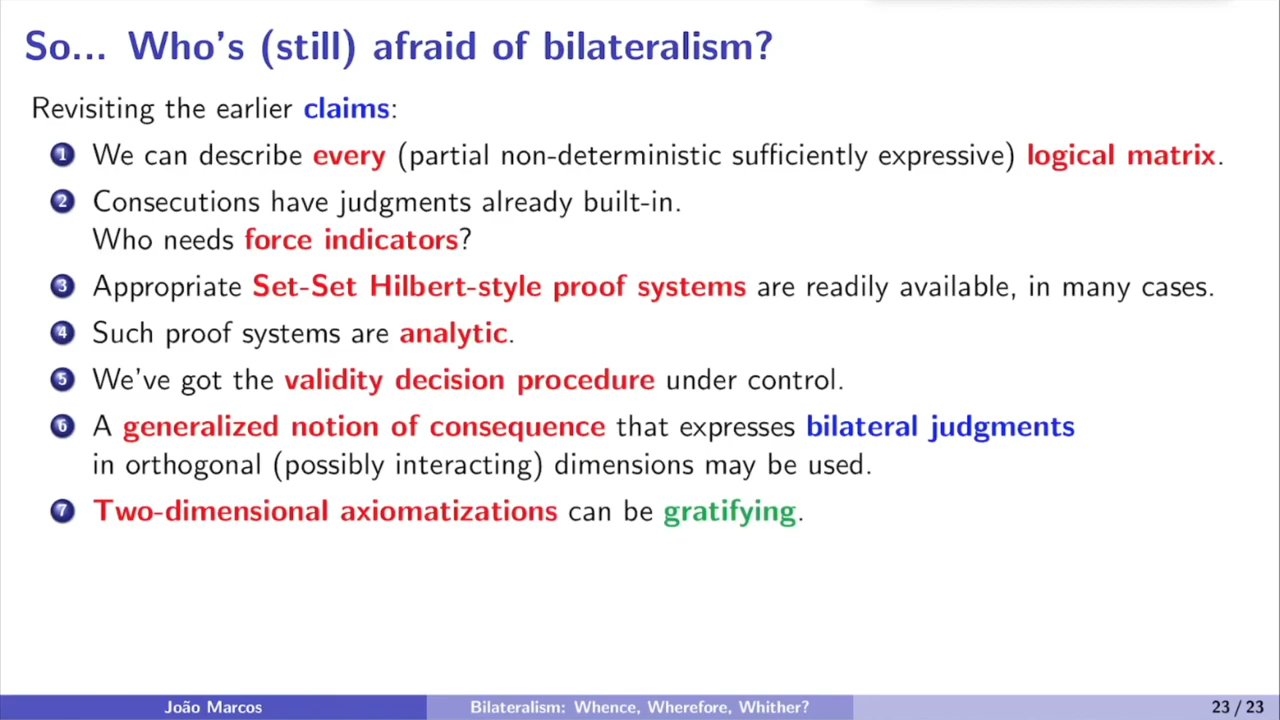 So... Who's (still) afraid of bilateralism?
Revisiting the earlier claims:
1 We can describe every (partial non-deterministic sufficiently expressive) logical matrix.
2 Consecutions have judgments already built-in.
Who needs force indicators?
3 Appropriate Set-Set Hilbert-style proof systems are readily available, in many cases.
4 Such proof systems are analytic.
5 We've got the validity decision procedure under control.
6 A generalized notion of consequence that expresses bilateral judgments
in orthogonal (possibly interacting) dimensions may be used.
7 Two-dimensional axiomatizations can be gratifying.
João Marcos Bilateralism: Whence, Wherefore, Whither? 23 / 23